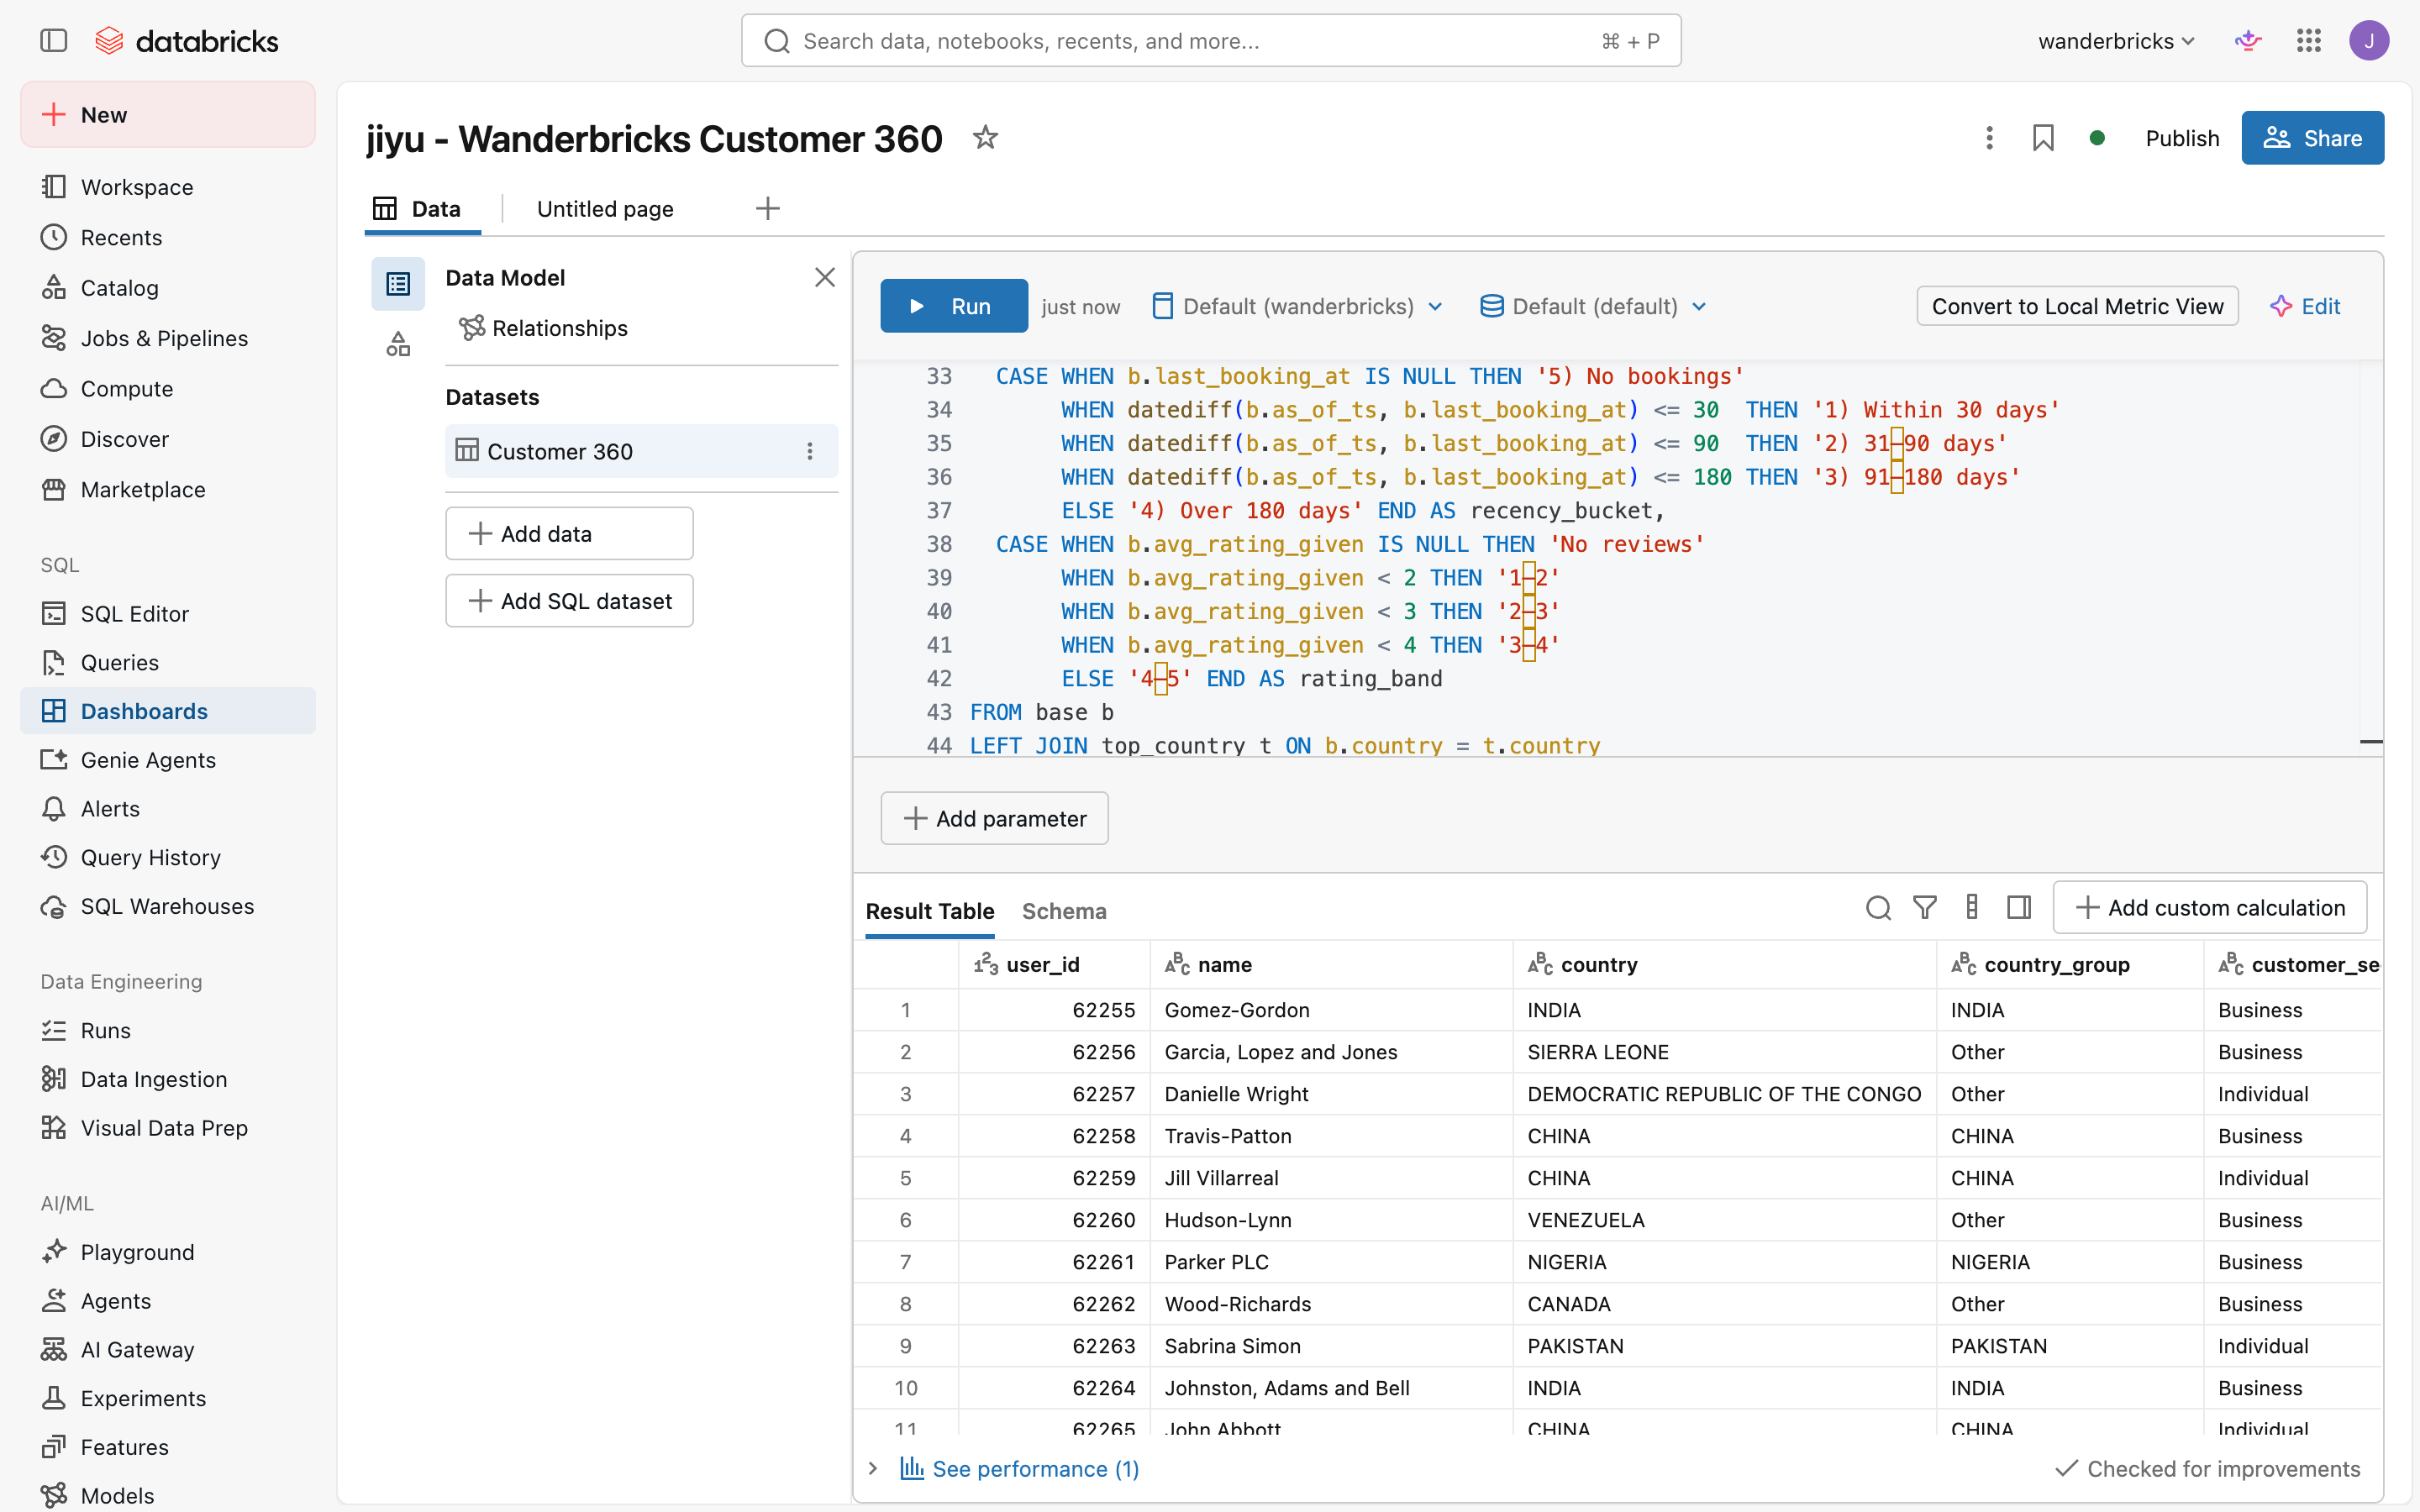 databricks
Search data, notebooks, recents, and more...
⌘ + P
wanderbricks
J
New
Workspace
Recents
Catalog
Jobs & Pipelines
Compute
Discover
Marketplace
SQL
SQL Editor
Queries
Dashboards
Genie Agents
Alerts
Query History
SQL Warehouses
Data Engineering
Runs
Data Ingestion
Visual Data Prep
AI/ML
Playground
Agents
AI Gateway
Experiments
Features
Models
jiyu - Wanderbricks Customer 360
Publish
Share
Data
Untitled page
Data Model
Relationships
Datasets
Customer 360
Add data
Add SQL dataset
Run
just now
Default (wanderbricks)
Default (default)
Convert to Local Metric View
Edit
33 CASE WHEN b.last_booking_at IS NULL THEN '5) No bookings'
34 WHEN datediff(b.as_of_ts, b.last_booking_at) <= 30 THEN '1) Within 30 days'
35 WHEN datediff(b.as_of_ts, b.last_booking_at) <= 90 THEN '2) 31–90 days'
36 WHEN datediff(b.as_of_ts, b.last_booking_at) <= 180 THEN '3) 91–180 days'
37 ELSE '4) Over 180 days' END AS recency_bucket,
38 CASE WHEN b.avg_rating_given IS NULL THEN 'No reviews'
39 WHEN b.avg_rating_given < 2 THEN '1–2'
40 WHEN b.avg_rating_given < 3 THEN '2–3'
41 WHEN b.avg_rating_given < 4 THEN '3–4'
42 ELSE '4–5' END AS rating_band
43 FROM base b
44 LEFT JOIN top_country t ON b.country = t.country
Add parameter
Result Table
Schema
Add custom calculation
user_id name country country_group customer_se
1 62255 Gomez-Gordon INDIA INDIA Business
2 62256 Garcia, Lopez and Jones SIERRA LEONE Other Business
3 62257 Danielle Wright DEMOCRATIC REPUBLIC OF THE CONGO Other Individual
4 62258 Travis-Patton CHINA CHINA Business
5 62259 Jill Villarreal CHINA CHINA Individual
6 62260 Hudson-Lynn VENEZUELA Other Business
7 62261 Parker PLC NIGERIA NIGERIA Business
8 62262 Wood-Richards CANADA Other Business
9 62263 Sabrina Simon PAKISTAN PAKISTAN Individual
10 62264 Johnston, Adams and Bell INDIA INDIA Business
11 62265 John Abbott CHINA CHINA Individual
See performance (1)
Checked for improvements